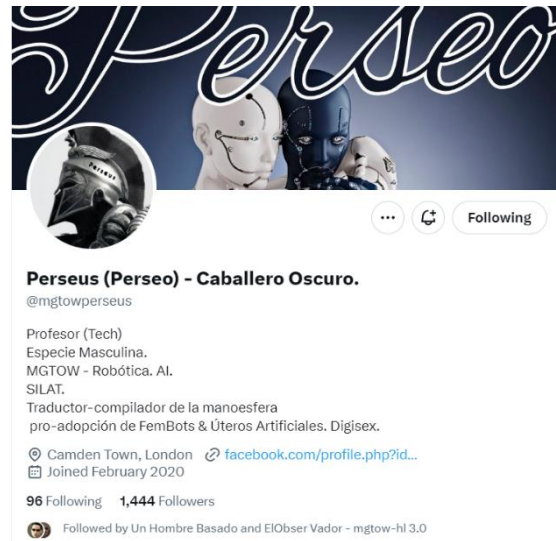 Perseo
Perseus
Following
Perseus (Perseo) - Caballero Oscuro.
@mgtowperseus
Profesor (Tech)
Especie Masculina.
MGTOW - Robótica. AI.
SILAT.
Traductor-compilador de la manoesfera
pro-adopción de FemBots & Úteros Artificiales. Digisex.
Camden Town, London facebook.com/profile.php?id...
Joined February 2020
96 Following 1,444 Followers
Followed by Un Hombre Basado and ElObser Vador - mgtow-hl 3.0